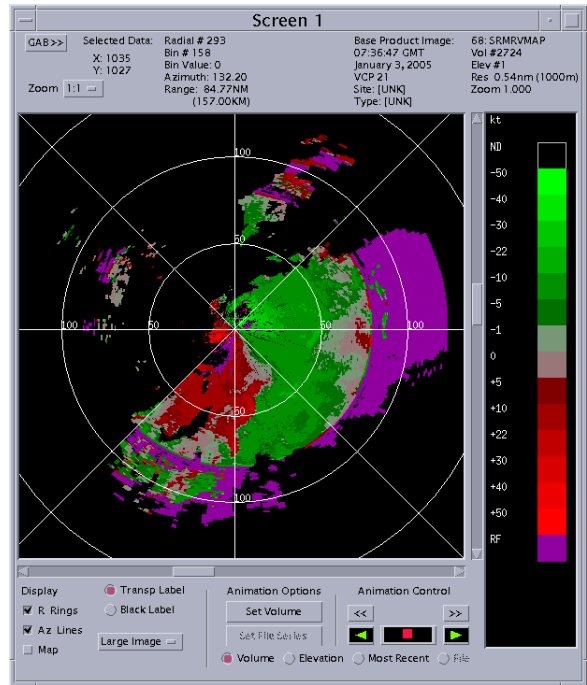 Screen 1
GAB>>
Selected Data:
X: 1035
Y: 1027
Zoom 1:1
Radial # 293
Bin # 158
Bin Value: 0
Azimuth: 132.20
Range: 84.77NM
(157.00KM)
Base Product Image:
07:36:47 GMT
January 3, 2005
VCP 21
Site: [UNK]
Type: [UNK]
68: SRMRVMAP
Vol #2724
Elev #1
Res 0.54nm (1000m)
Zoom 1.000
100
50
100 50 50 100
50
100
kt
ND
-50
-40
-30
-22
-10
-5
-1
0
+5
+10
+22
+30
+40
+50
RF
Display
R Rings
Az Lines
Map
Transp Label
Black Label
Large Image
Animation Options
Set Volume
Set File Series
Animation Control
<< >>
Volume Elevation Most Recent File